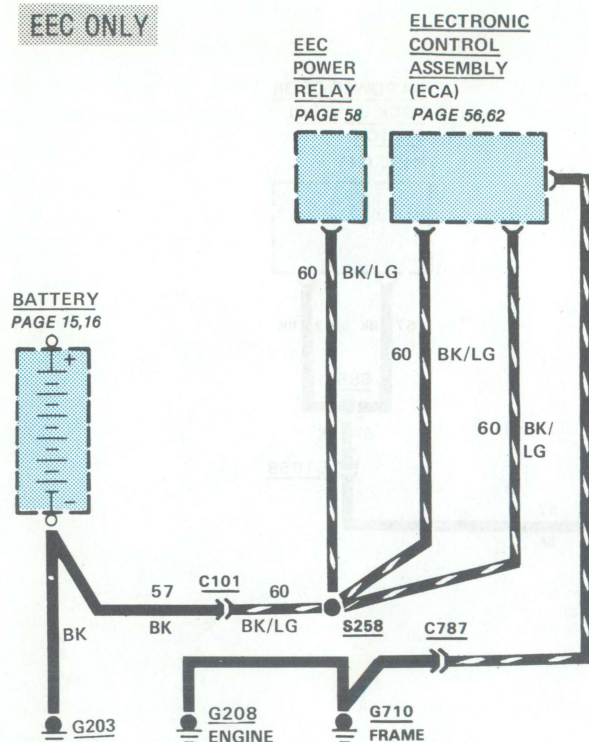 EEC ONLY
EEC
POWER
RELAY
PAGE 58
ELECTRONIC
CONTROL
ASSEMBLY
(ECA)
PAGE 56,62
60 BK/LG
BATTERY
PAGE 15,16
+
−
60 BK/LG
60 BK/
LG
57
BK
C101
60
BK/LG
S258
C787
BK
G203
G208
ENGINE
G710
FRAME